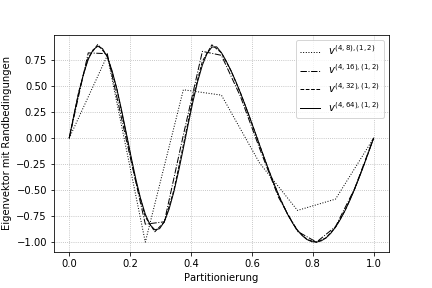 Eigenvektor mit Randbedingungen
0.75
0.50
0.25
0.00
−0.25
−0.50
−0.75
−1.00
0.0 0.2 0.4 0.6 0.8 1.0
Partitionierung
v^(4, 8), (1, 2)
v^(4, 16), (1, 2)
v^(4, 32), (1, 2)
v^(4, 64), (1, 2)